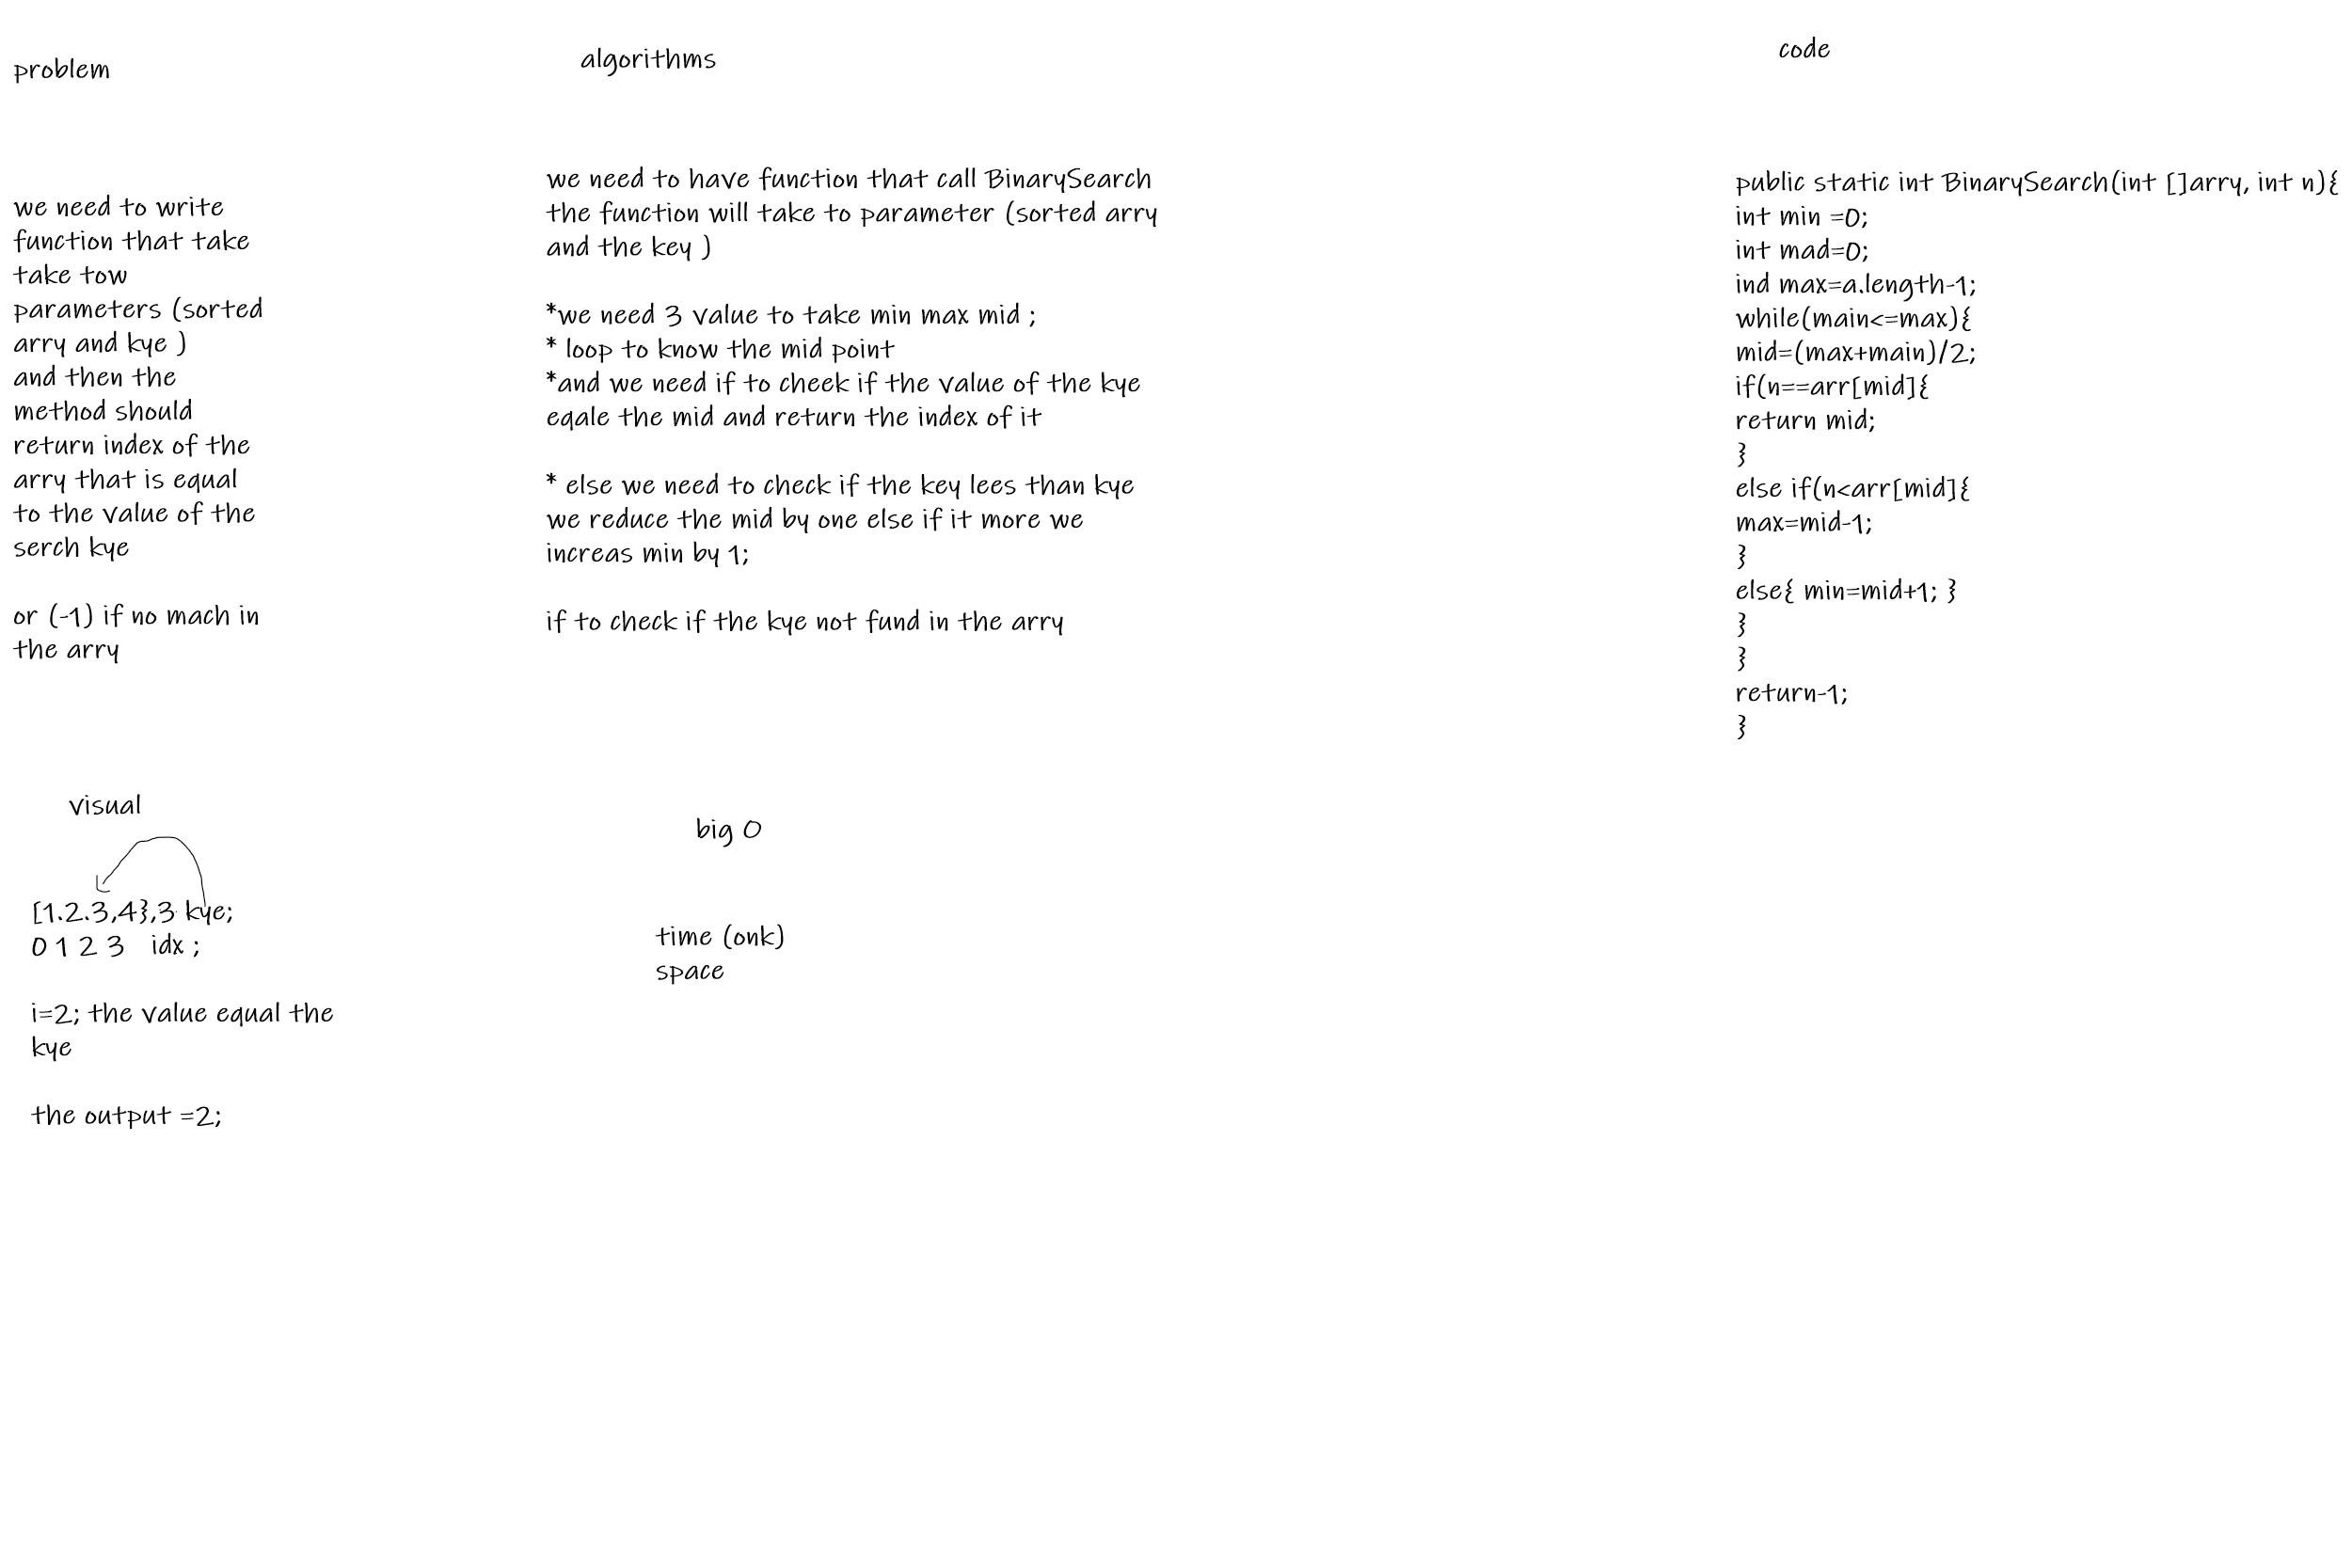 problem
we need to write
function that take
take tow
parameters (sorted
arry and kye )
and then the
method should
return index of the
arry that is equal
to the value of the
serch kye
or (-1) if no mach in
the arry
algorithms
we need to have function that call BinarySearch
the function will take to parameter (sorted arry
and the key )
*we need 3 value to take min max mid ;
* loop to know the mid point
*and we need if to cheek if the value of the kye
eqale the mid and return the index of it
* else we need to check if the key lees than kye
we reduce the mid by one else if it more we
increas min by 1;
if to check if the kye not fund in the arry
code
public static int BinarySearch(int []arry, int n){
int min =0;
int mad=0;
ind max=a.length-1;
while(main<=max){
mid=(max+main)/2;
if(n==arr[mid]{
return mid;
}
else if(n<arr[mid]{
max=mid-1;
}
else{ min=mid+1; }
}
}
return-1;
}
visual
[1.2.3,4},3 kye;
0 1 2 3 idx ;
i=2; the value equal the
kye
the output =2;
big O
time (onk)
space